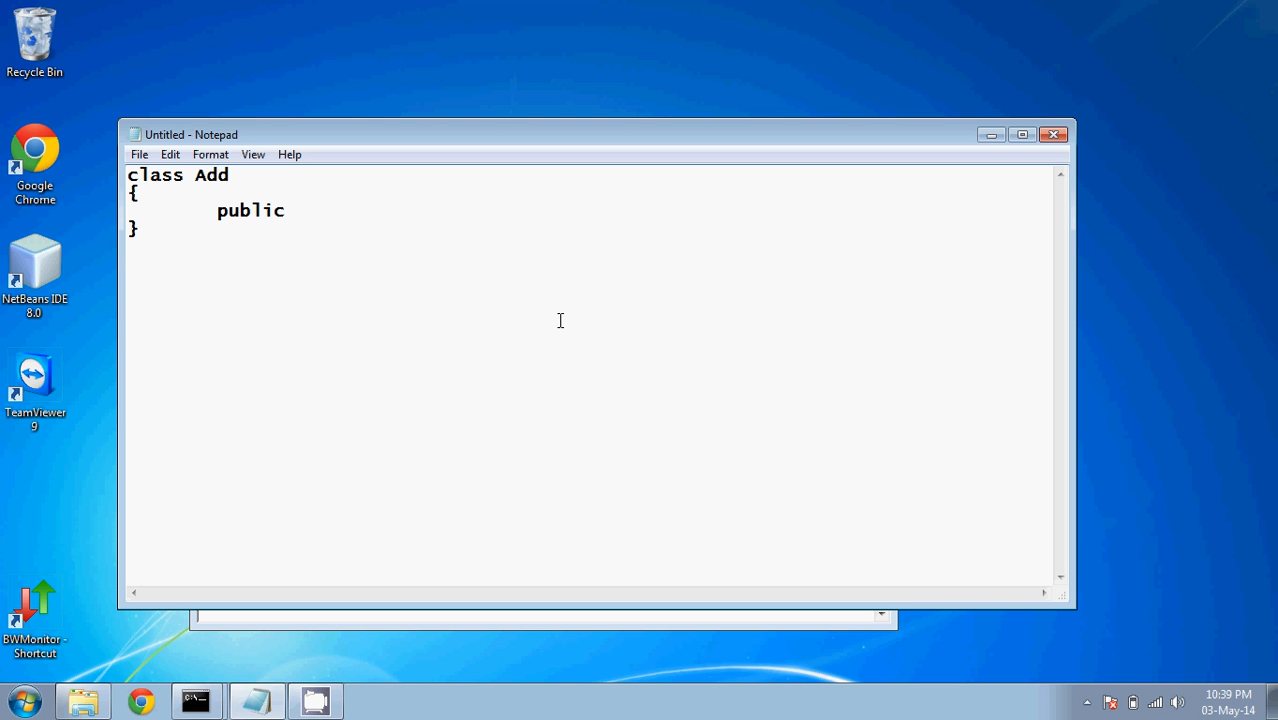 Recycle Bin
Google
Chrome
NetBeans IDE
8.0
TeamViewer
9
BWMonitor -
Shortcut
Untitled - Notepad
File Edit Format View Help
class Add
{
public
}
C:\
10:39 PM
03-May-14